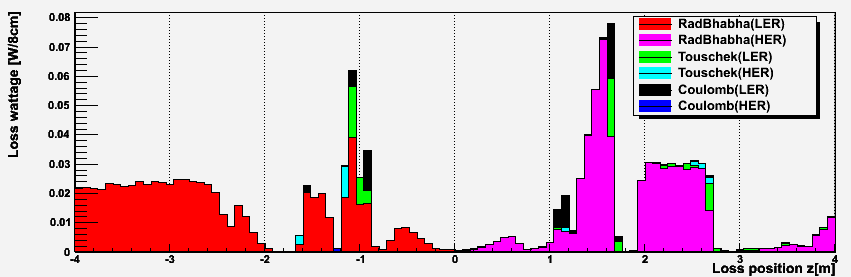 Loss wattage [W/8cm]
0.08
0.07
0.06
0.05
0.04
0.03
0.02
0.01
0
RadBhabha(LER)
RadBhabha(HER)
Touschek(LER)
Touschek(HER)
Coulomb(LER)
Coulomb(HER)
-4 -3 -2 -1 0 1 2 3 4
Loss position z[m]